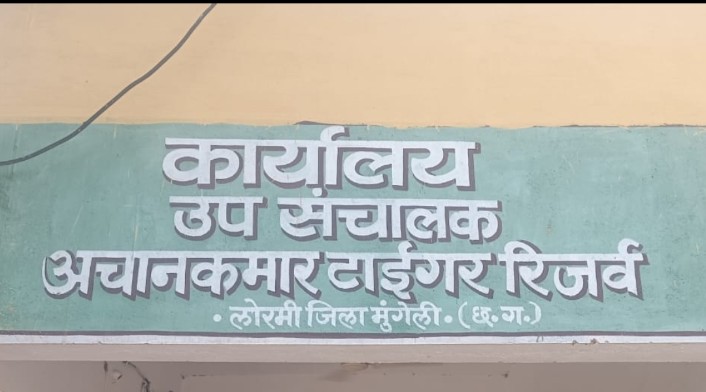 कार्यालय
उप संचालक
अचानकमार टाईगर रिजर्व
• लोरमी जिला मुंगेली • (छ. ग.)